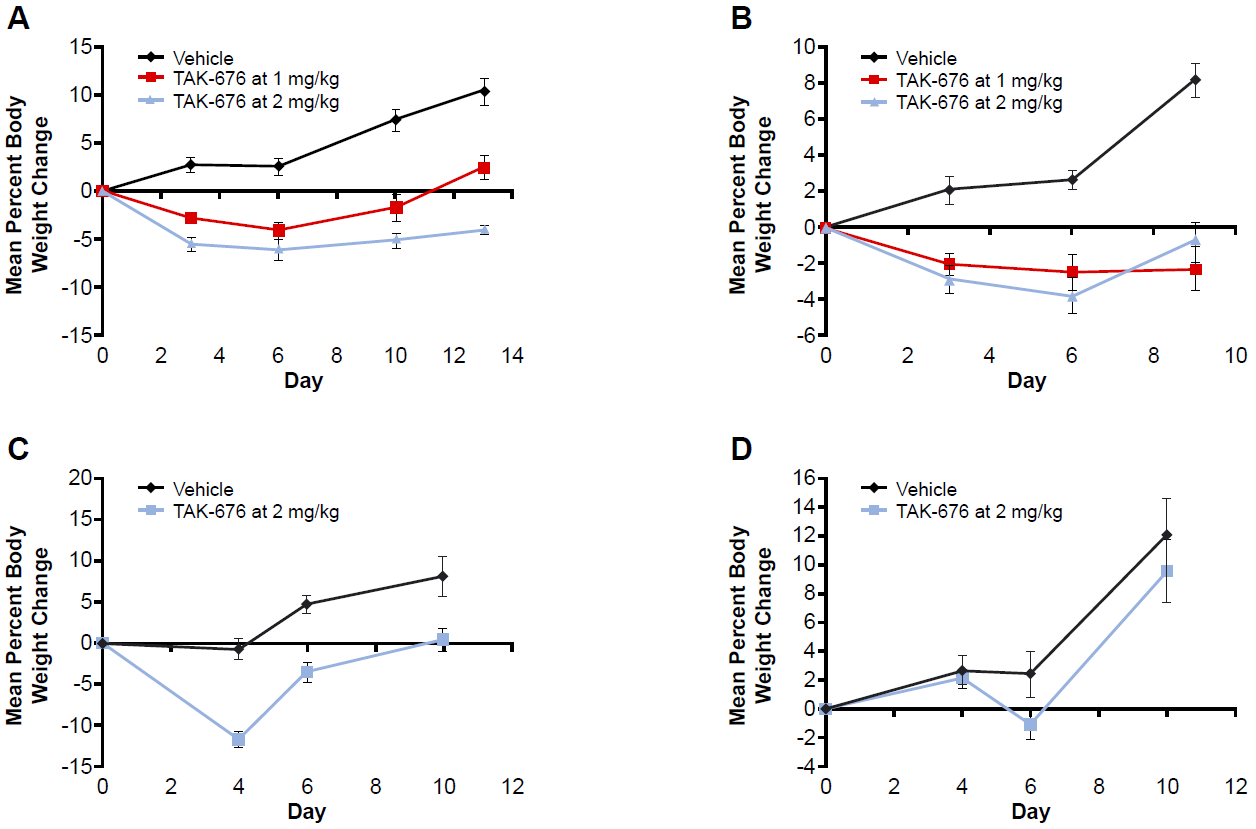 A
Mean Percent Body
Weight Change
15
10
5
0
-5
-10
-15
Vehicle
TAK-676 at 1 mg/kg
TAK-676 at 2 mg/kg
0 2 4 6 8 10 12 14
Day
B
Mean Percent Body
Weight Change
10
8
6
4
2
0
-2
-4
-6
Vehicle
TAK-676 at 1 mg/kg
TAK-676 at 2 mg/kg
0 2 4 6 8 10
Day
C
Mean Percent Body
Weight Change
20
15
10
5
0
-5
-10
-15
Vehicle
TAK-676 at 2 mg/kg
0 2 4 6 8 10 12
Day
D
Mean Percent Body
Weight Change
16
14
12
10
8
6
4
2
0
-2
-4
Vehicle
TAK-676 at 2 mg/kg
0 2 4 6 8 10 12
Day